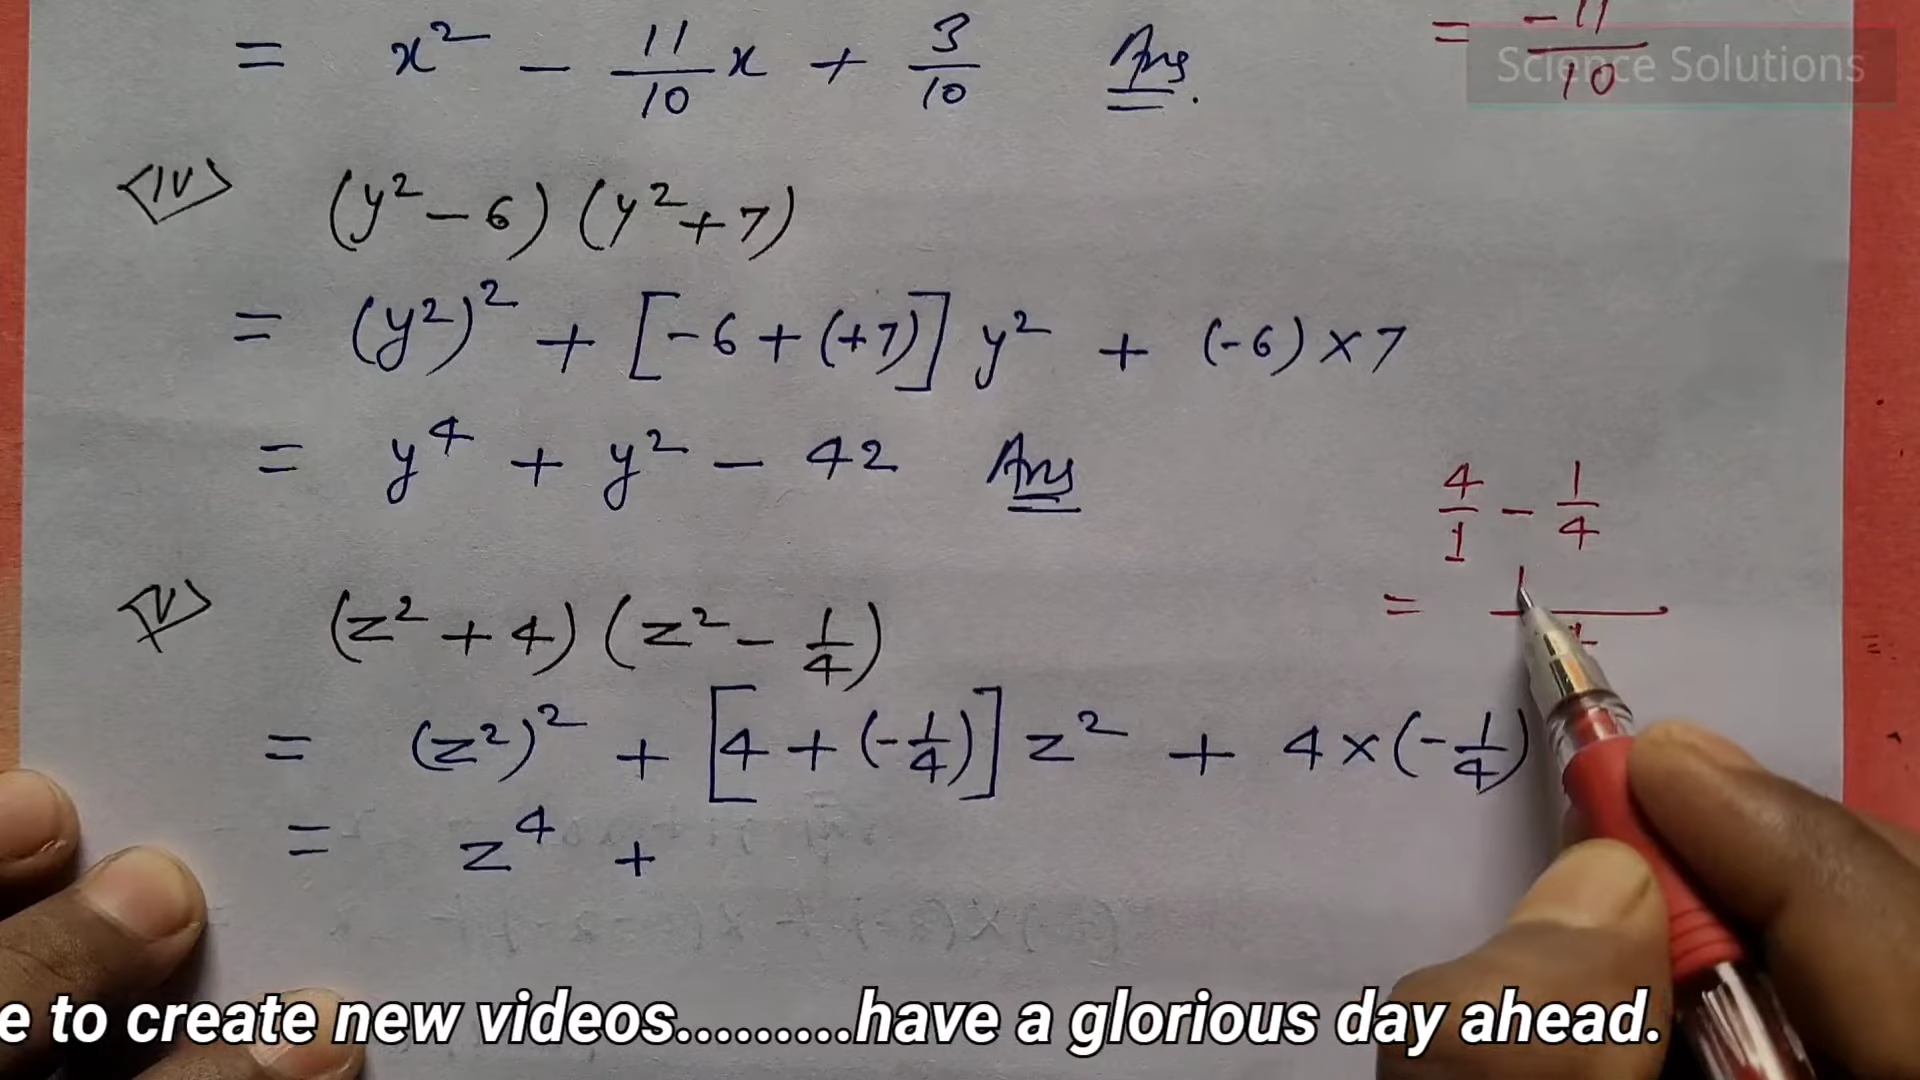 = x² - 11/10 x + 3/10 Ans.
= -11/10
Science Solutions
<IV> (y² - 6) (y² + 7)
= (y²)² + [-6 + (+7)] y² + (-6) × 7
= y⁴ + y² - 42 Ans
4/1 - 1/4
=
<V> (z² + 4) (z² - 1/4)
= (z²)² + [4 + (-1/4)] z² + 4 × (-1/4)
= z⁴ +
e to create new videos.........have a glorious day ahead.